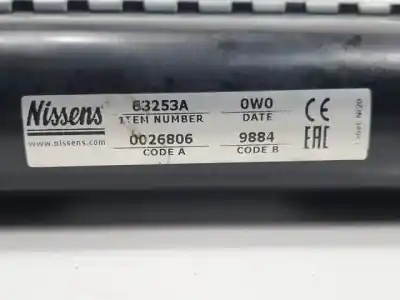 Nissens
www.nissens.com
63253A 0W0
ITEM NUMBER DATE
0026806 9884
CODE A CODE B
CE
EAC